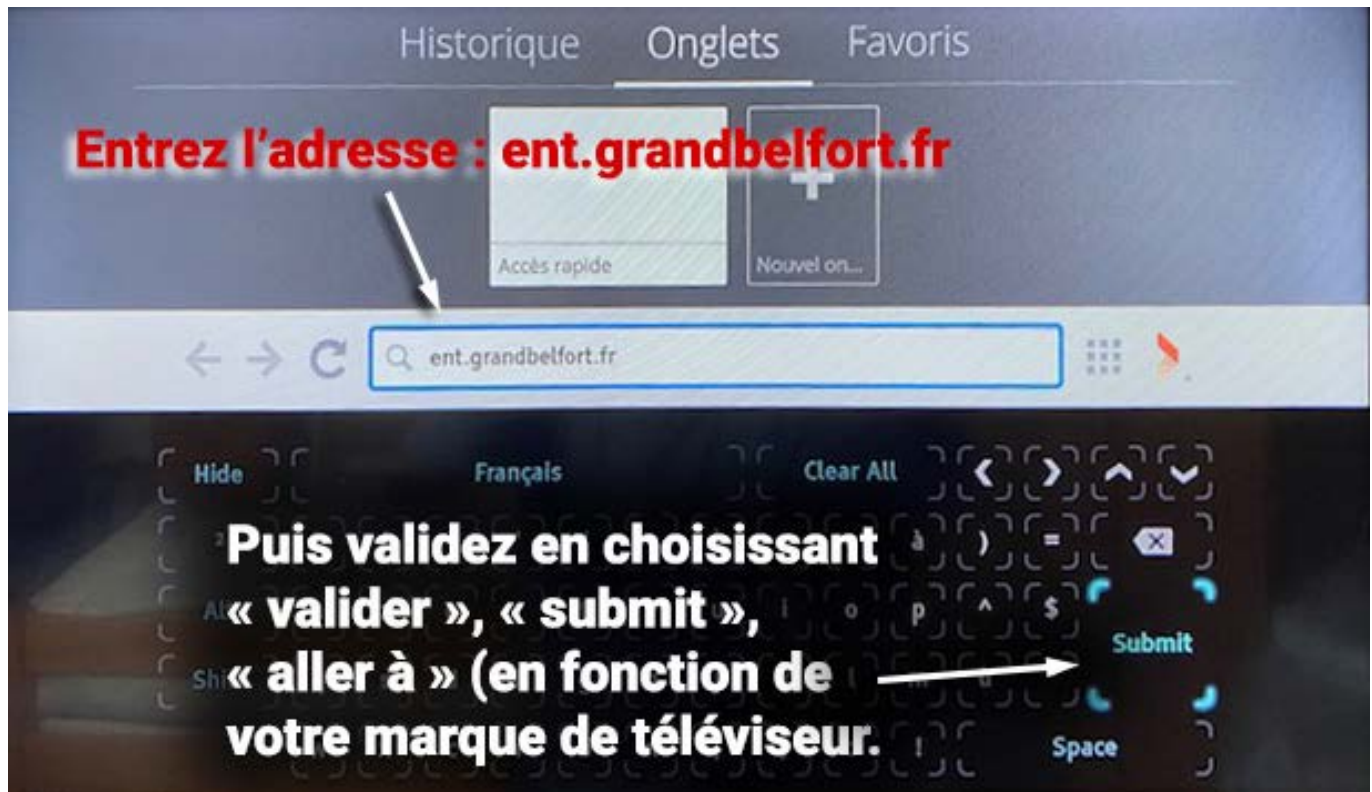 Historique Onglets Favoris
Entrez l’adresse : ent.grandbelfort.fr
Accès rapide Nouvel on...
ent.grandbelfort.fr
Hide Français Clear All
Puis validez en choisissant
« valider », « submit »,
« aller à » (en fonction de
votre marque de téléviseur.
à ) =
i o p ^ $
Submit
!
Space